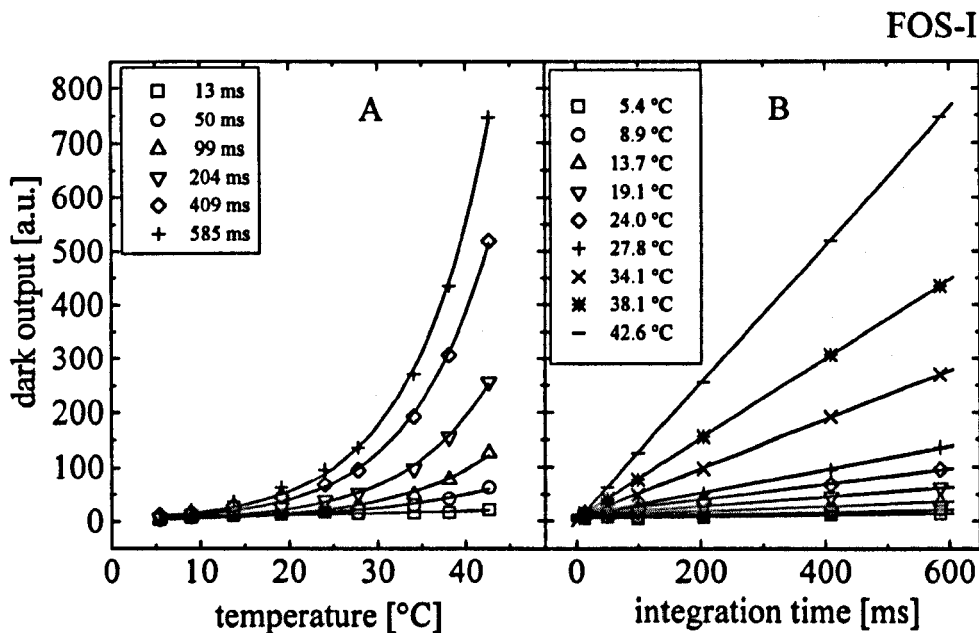 FOS-I
A
B
13 ms
50 ms
99 ms
204 ms
409 ms
585 ms
5.4 °C
8.9 °C
13.7 °C
19.1 °C
24.0 °C
27.8 °C
34.1 °C
38.1 °C
42.6 °C
dark output [a.u.]
800
700
600
500
400
300
200
100
0
0 10 20 30 40
0 200 400 600
temperature [°C]
integration time [ms]